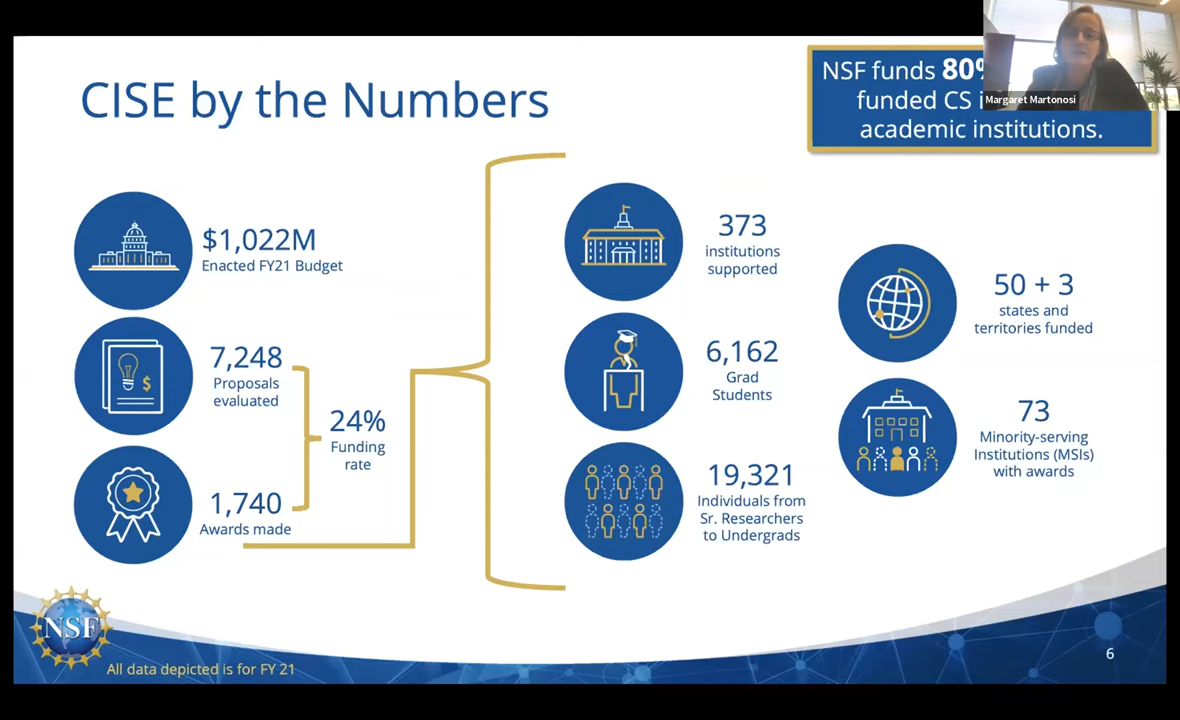 CISE by the Numbers
NSF funds 80%
funded CS
academic institutions.
Margaret Martonosi
$1,022M
Enacted FY21 Budget
7,248
Proposals
evaluated
$
24%
Funding
rate
1,740
Awards made
373
institutions
supported
6,162
Grad
Students
19,321
Individuals from
Sr. Researchers
to Undergrads
50 + 3
states and
territories funded
73
Minority-serving
Institutions (MSIs)
with awards
NSF
All data depicted is for FY 21
6